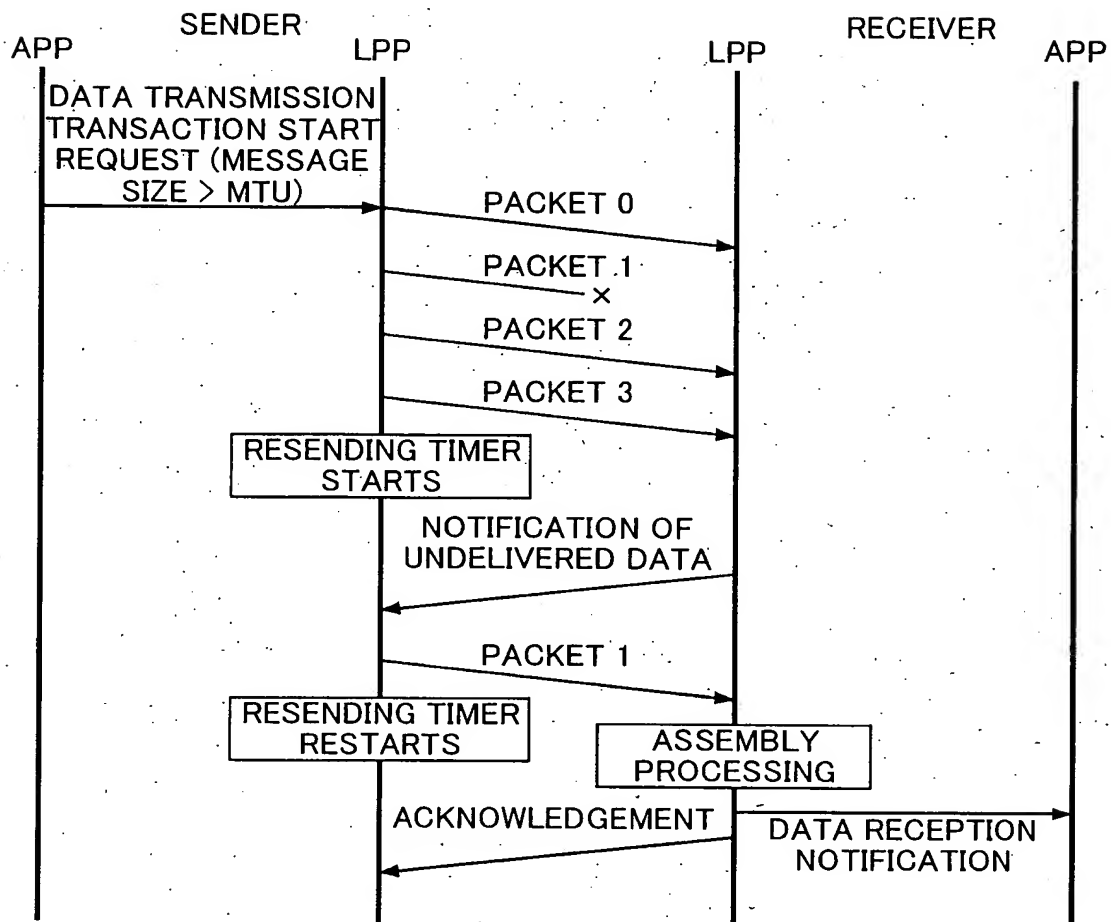 SENDER
RECEIVER
APP
LPP
LPP
APP
DATA TRANSMISSION
TRANSACTION START
REQUEST (MESSAGE
SIZE > MTU)
PACKET 0
PACKET 1
×
PACKET 2
PACKET 3
RESENDING TIMER
STARTS
NOTIFICATION OF
UNDELIVERED DATA
PACKET 1
RESENDING TIMER
RESTARTS
ASSEMBLY
PROCESSING
ACKNOWLEDGEMENT
DATA RECEPTION
NOTIFICATION